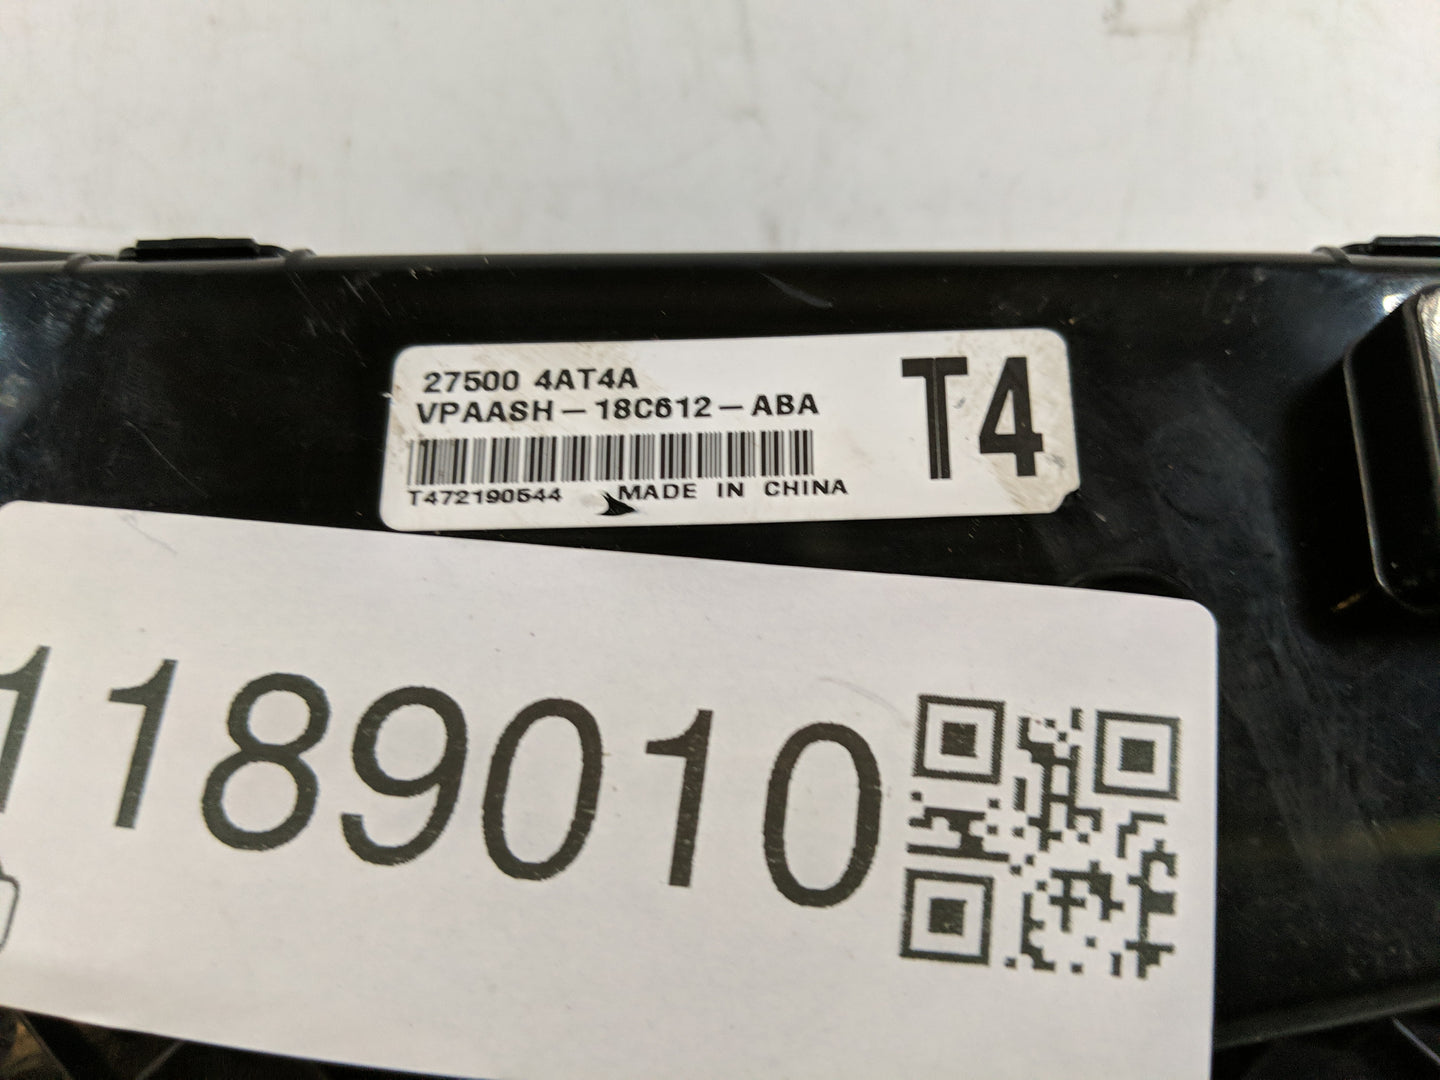 27500 4AT4A
VPAASH-18C612-ABA
T4
T472190544 MADE IN CHINA
1189010